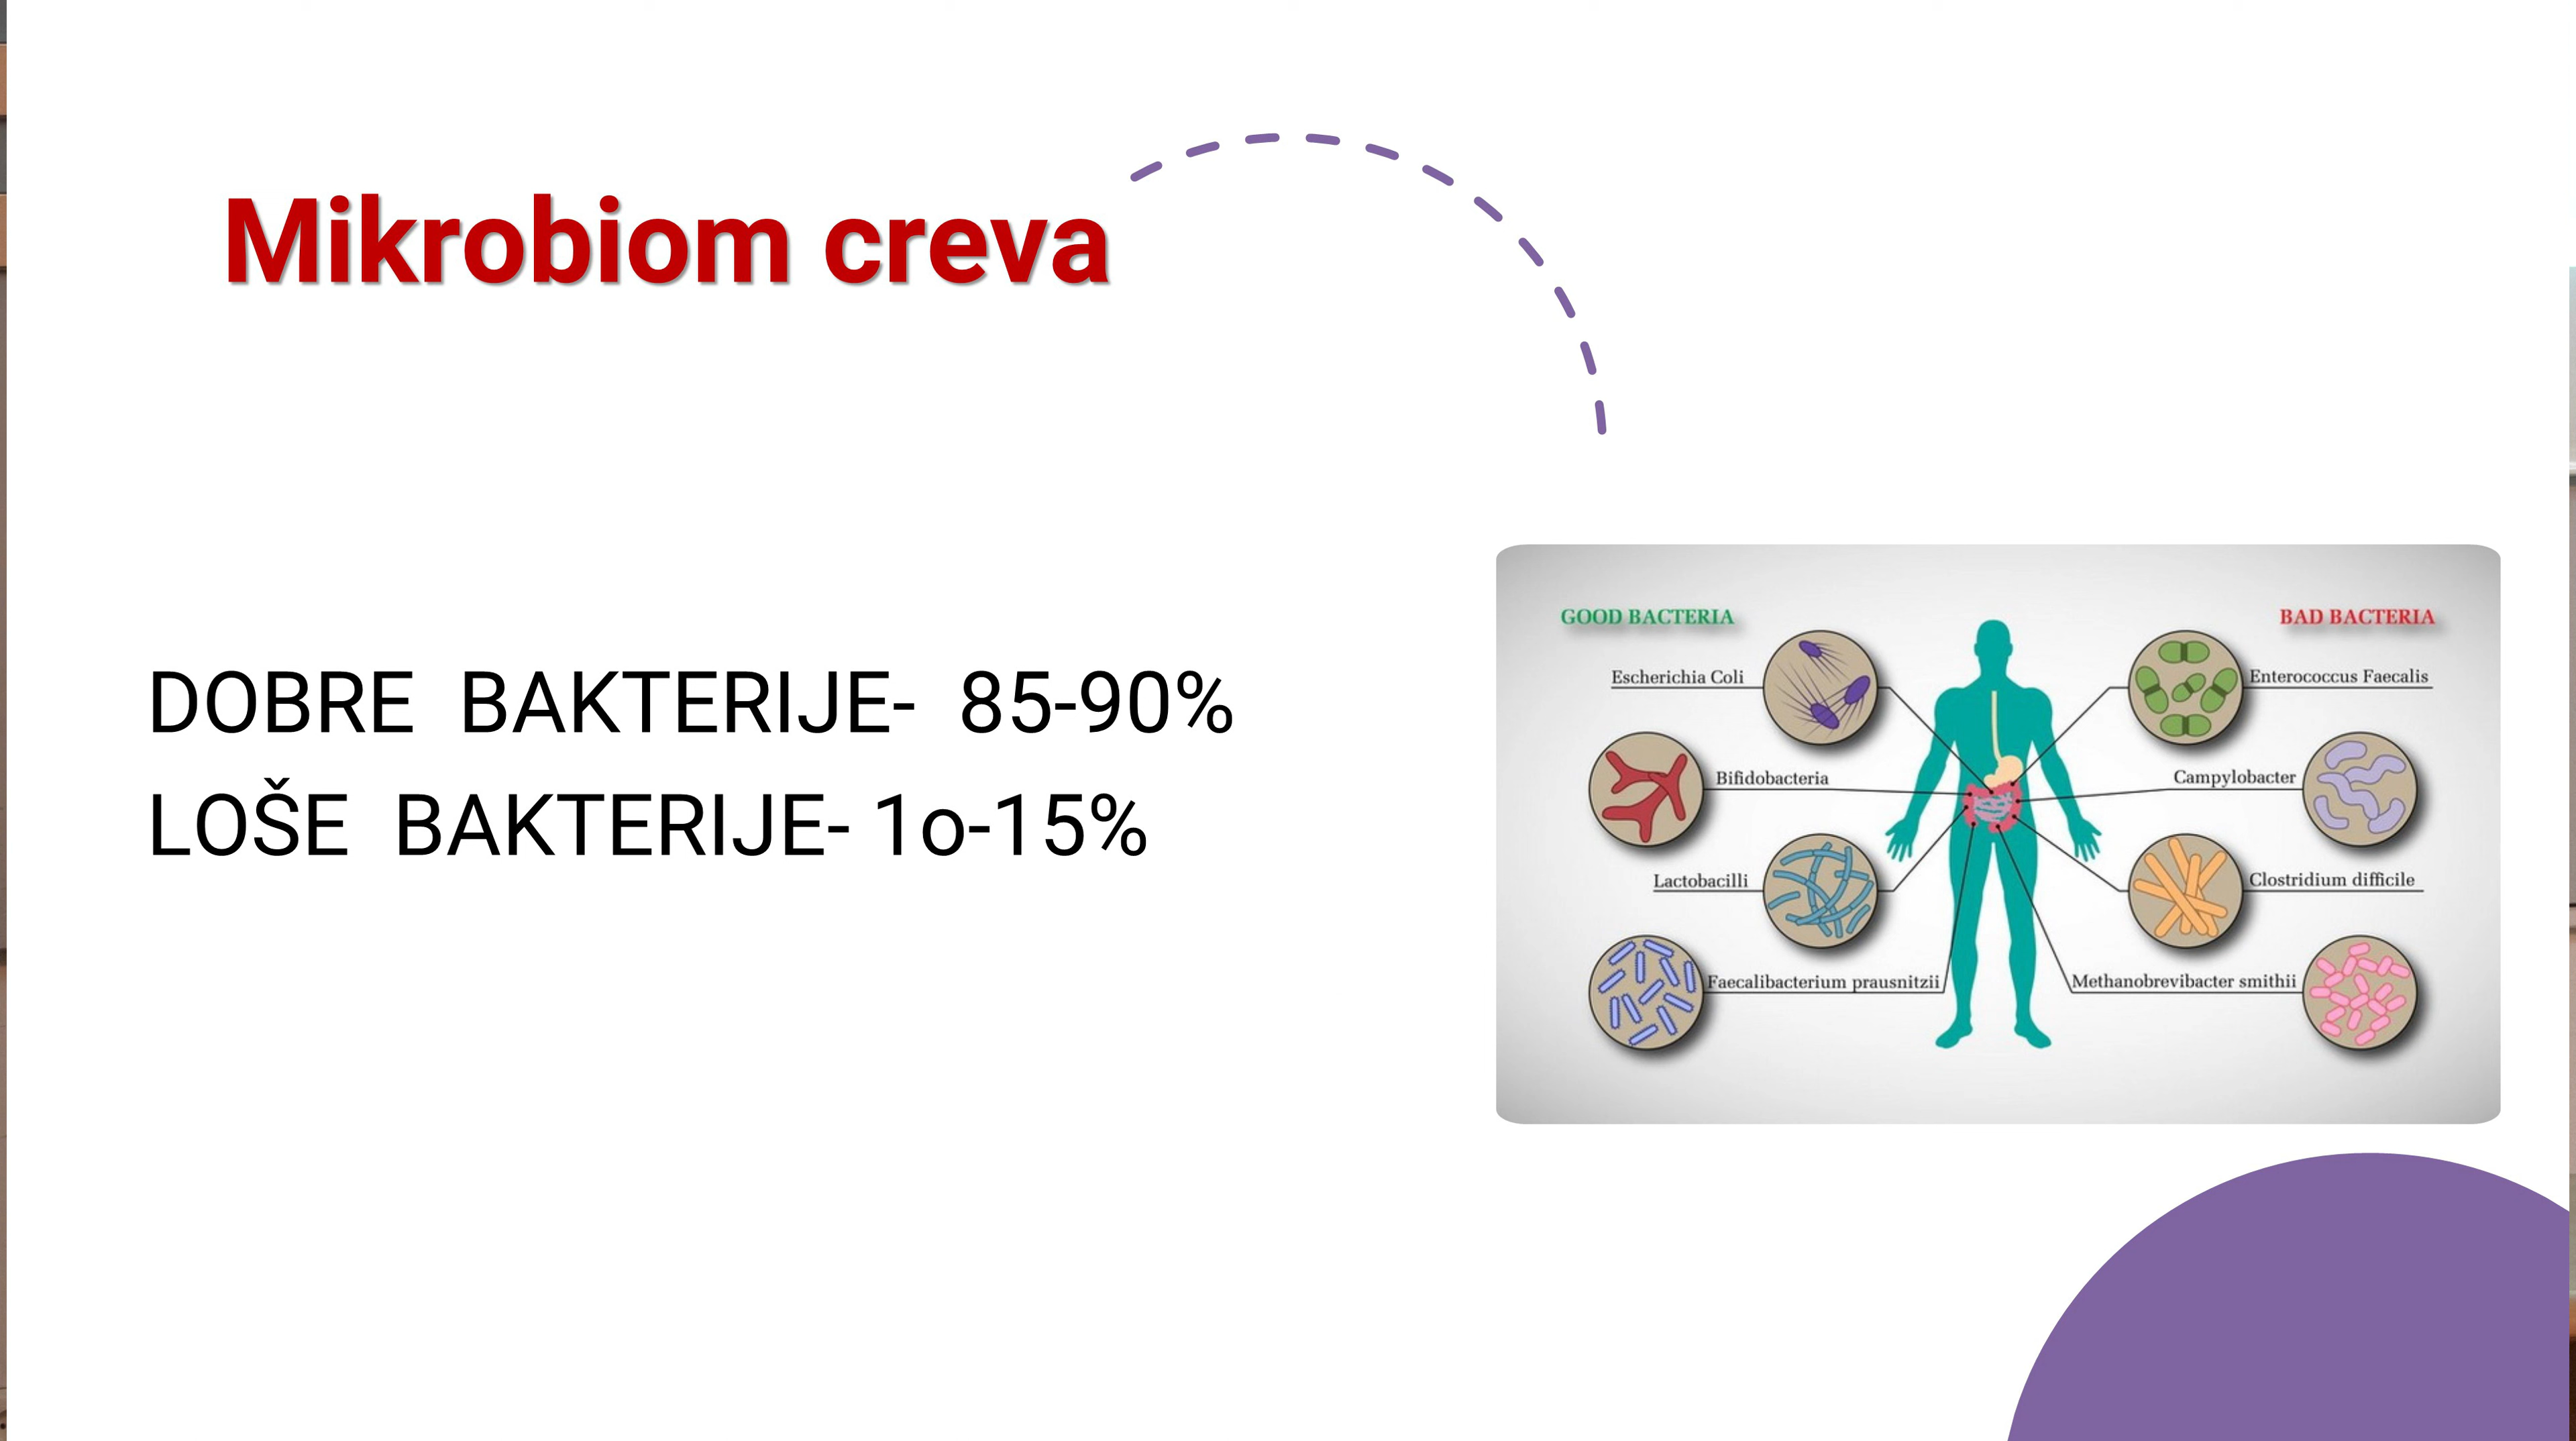 Mikrobiom creva
DOBRE BAKTERIJE- 85-90%
LOŠE BAKTERIJE- 1o-15%
GOOD BACTERIA
BAD BACTERIA
Escherichia Coli
Enterococcus Faecalis
Bifidobacteria
Campylobacter
Lactobacilli
Clostridium difficile
Faecalibacterium prausnitzii
Methanobrevibacter smithii